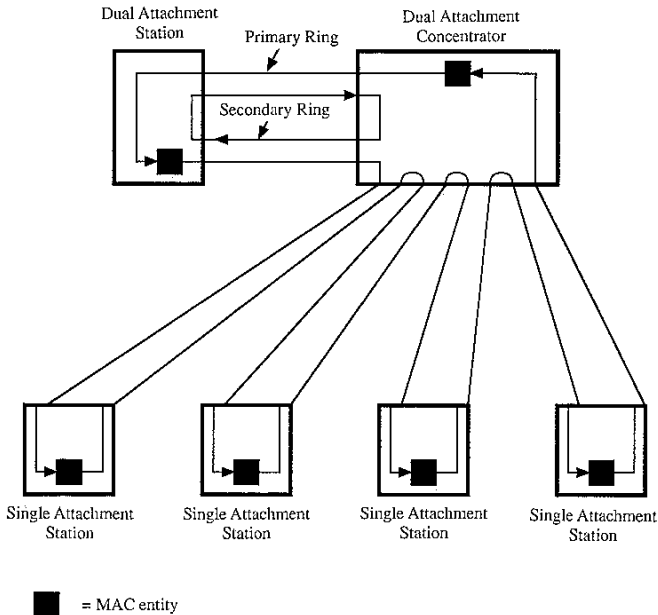 Dual Attachment
Station
Dual Attachment
Concentrator
Primary Ring
Secondary Ring
Single Attachment
Station
Single Attachment
Station
Single Attachment
Station
Single Attachment
Station
= MAC entity